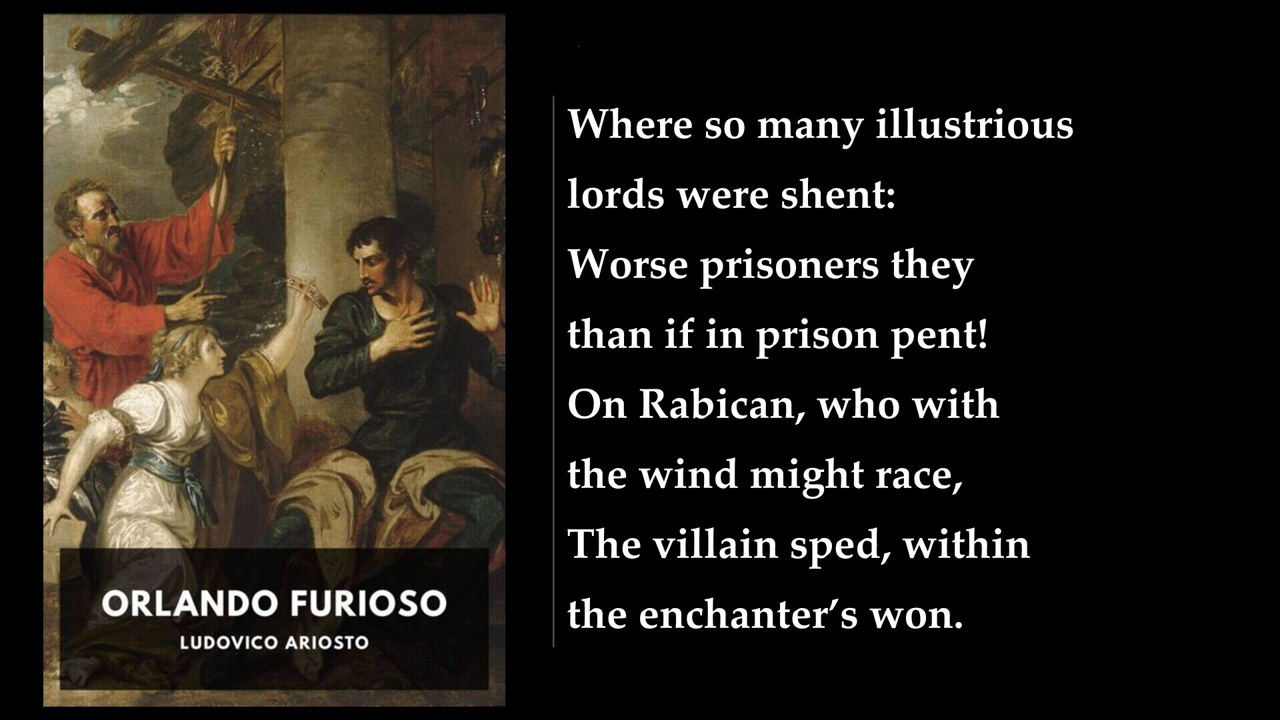 ORLANDO FURIOSO
LUDOVICO ARIOSTO
Where so many illustrious
lords were shent:
Worse prisoners they
than if in prison pent!
On Rabican, who with
the wind might race,
The villain sped, within
the enchanter’s won.